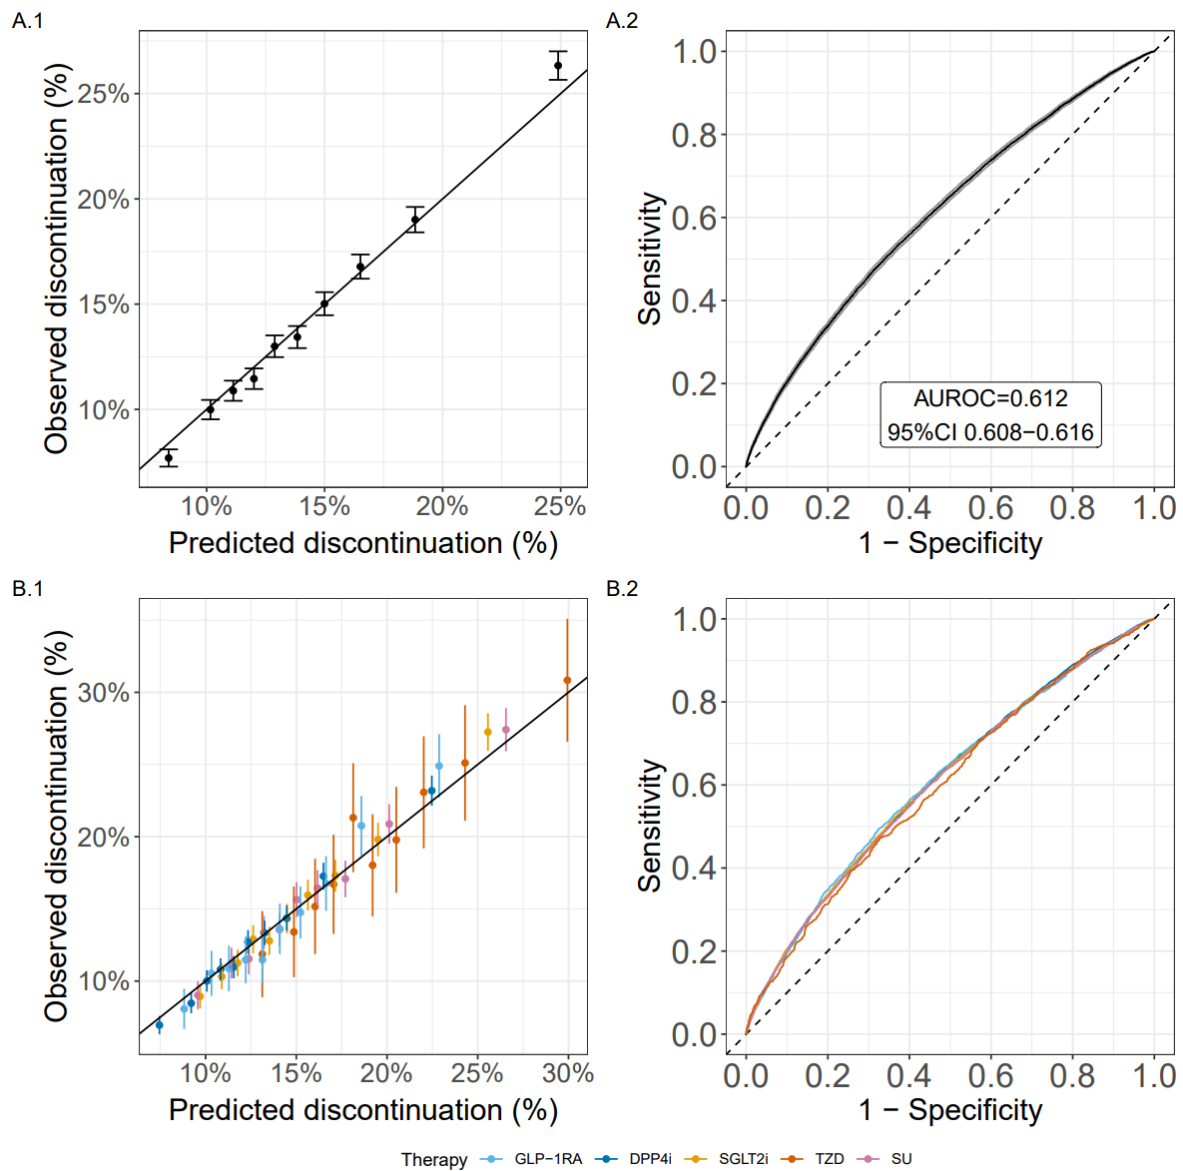 A.1
Observed discontinuation (%)
25%
20%
15%
10%
10% 15% 20% 25%
Predicted discontinuation (%)
A.2
Sensitivity
1.0
0.8
0.6
0.4
0.2
0.0
AUROC=0.612
95%CI 0.608−0.616
0.0 0.2 0.4 0.6 0.8 1.0
1 − Specificity
B.1
Observed discontinuation (%)
30%
20%
10%
10% 15% 20% 25% 30%
Predicted discontinuation (%)
B.2
Sensitivity
1.0
0.8
0.6
0.4
0.2
0.0
0.0 0.2 0.4 0.6 0.8 1.0
1 − Specificity
Therapy GLP−1RA DPP4i SGLT2i TZD SU